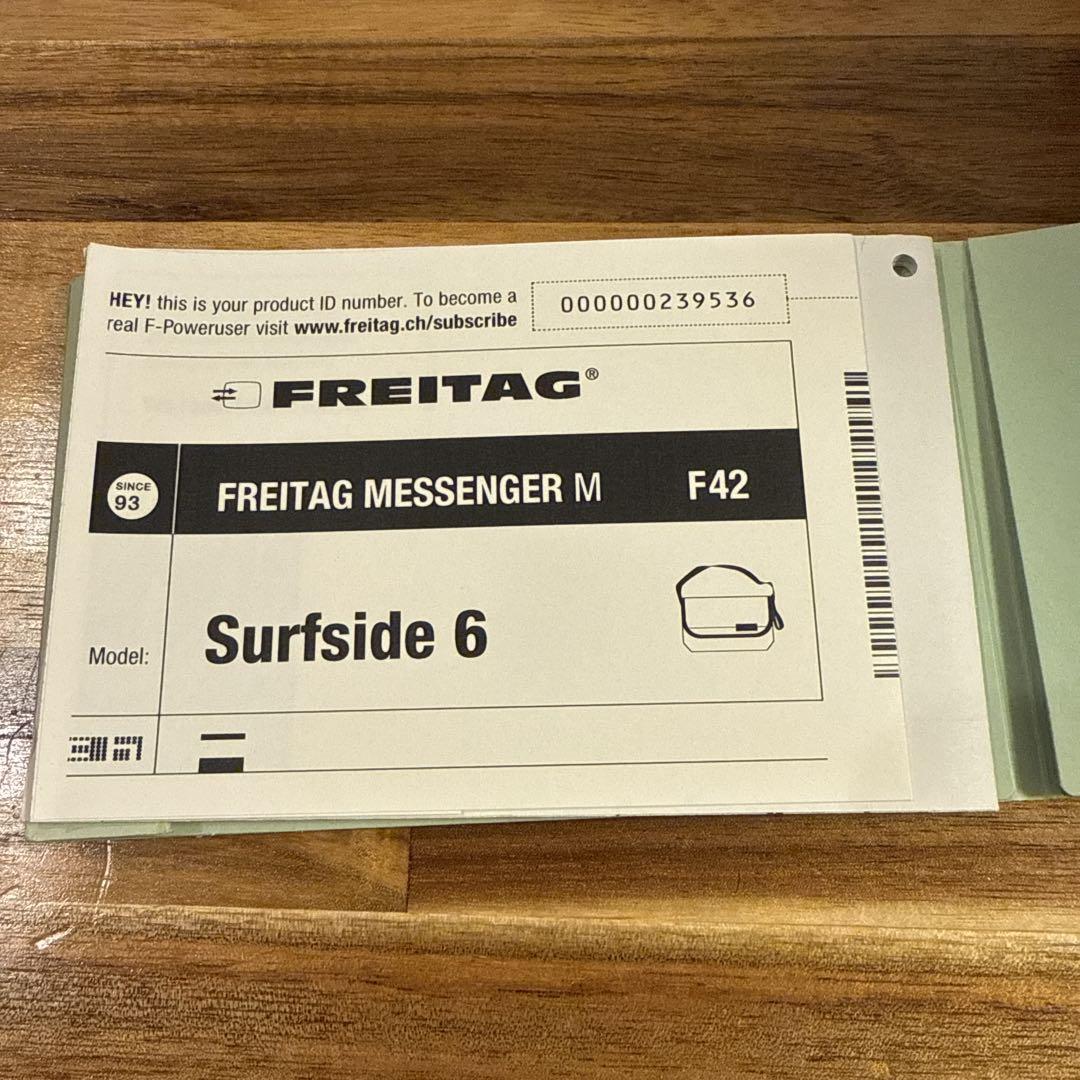 HEY! this is your product ID number. To become a
real F-Poweruser visit www.freitag.ch/subscribe
000000239536
FREITAG®
SINCE
93
FREITAG MESSENGER M
F42
Model:
Surfside 6